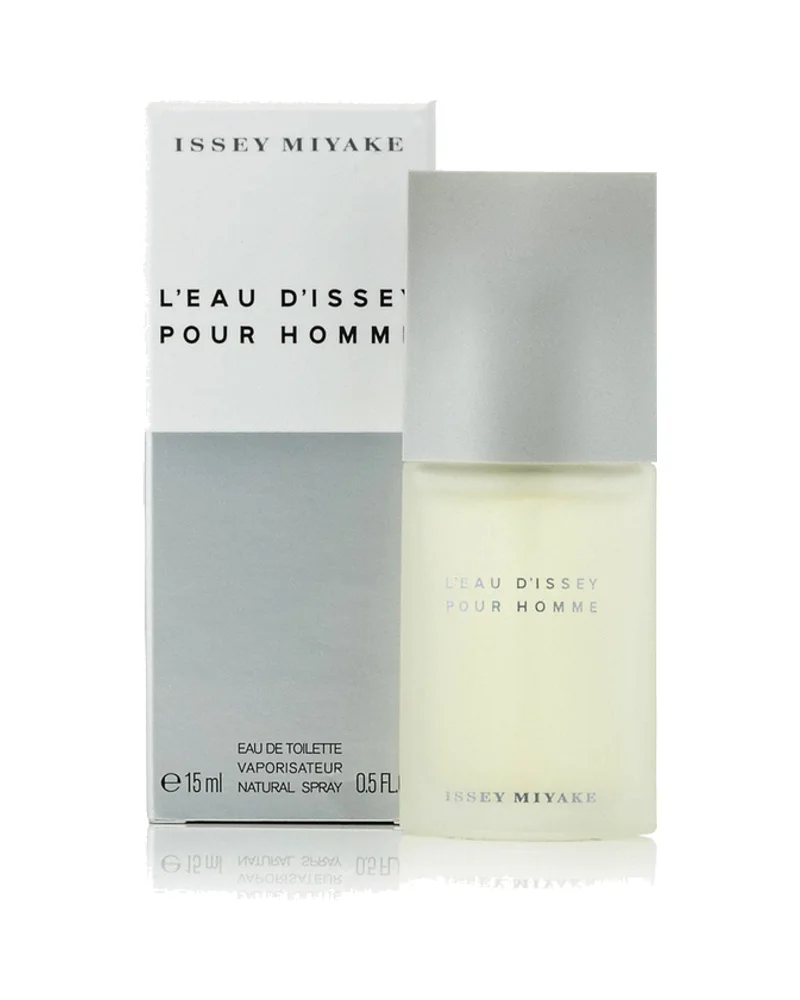 ISSEY MIYAKE
L'EAU D'ISSEY
POUR HOMM
EAU DE TOILETTE
VAPORISATEUR
℮ 15 ml NATURAL SPRAY 0.5 FL.
L'EAU D'ISSEY
POUR HOMME
ISSEY MIYAKE